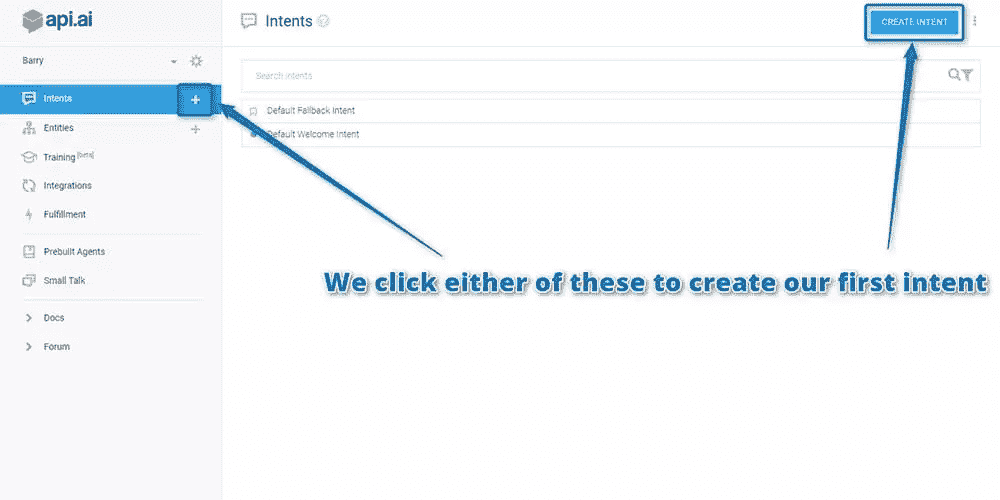 api.ai
Intents
CREATE INTENT
Barry
Search intents
Intents
Default Fallback Intent
Entities
Default Welcome Intent
Training [beta]
Integrations
Fulfillment
Prebuilt Agents
Small Talk
We click either of these to create our first intent
Docs
Forum